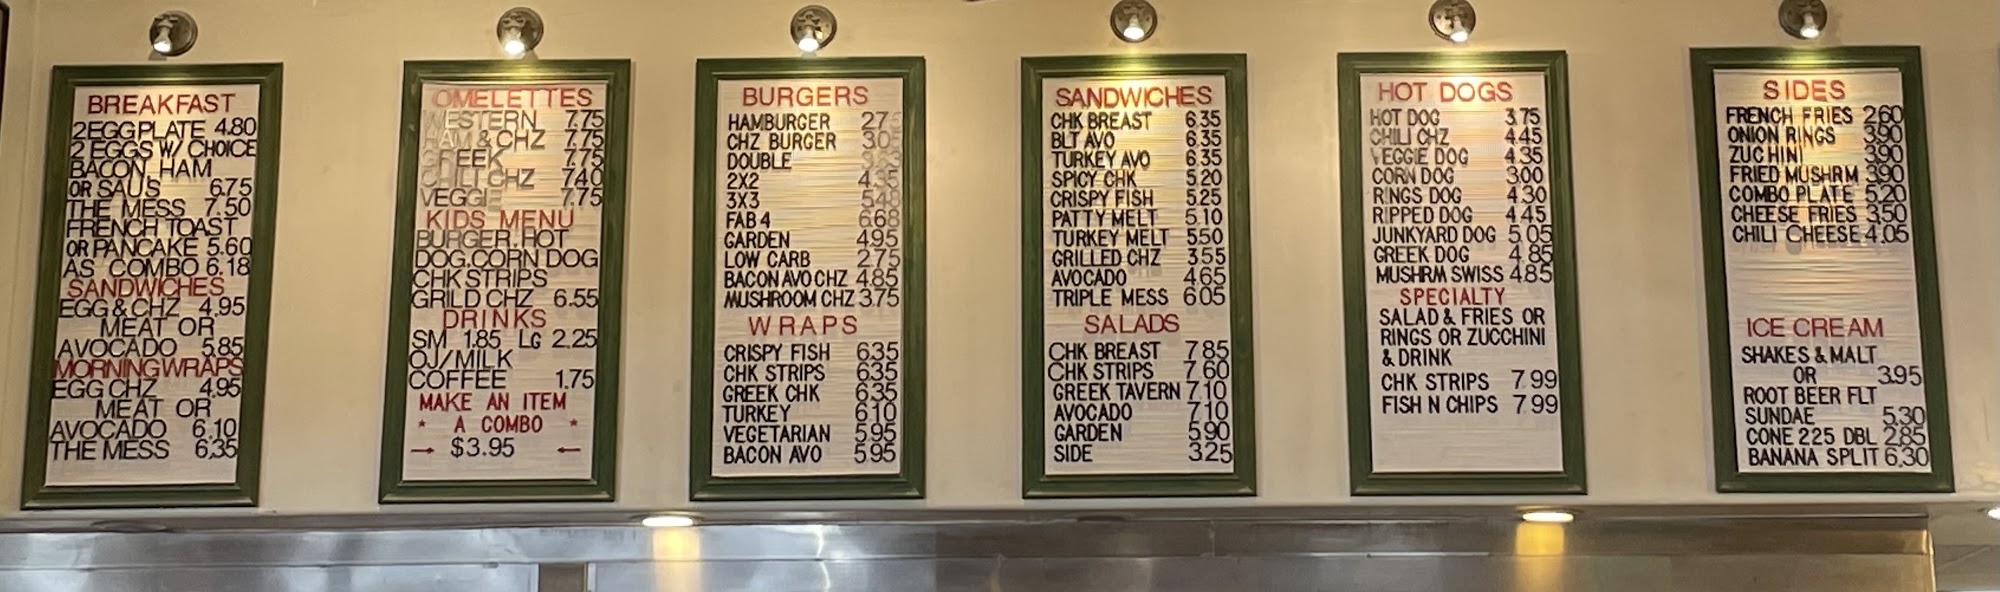 BREAKFAST
2 EGG PLATE 4.80
2 EGGS W/ CHOICE
BACON, HAM
OR SAUS 6.75
THE MESS 7.50
FRENCH TOAST
OR PANCAKE 5.60
AS COMBO 6.18
SANDWICHES
EGG & CHZ 4.95
MEAT OR
AVOCADO 5.85
MORNING WRAPS
EGG CHZ 4.95
MEAT OR
AVOCADO 6.10
THE MESS 6.35
OMELETTES
WESTERN 7.75
HAM & CHZ 7.75
GREEK 7.75
CHILI CHZ 7.40
VEGGIE 7.75
KIDS MENU
BURGER. HOT
DOG. CORN DOG
CHK STRIPS
GRILD CHZ 6.55
DRINKS
SM 1.85 LG 2.25
OJ/MILK
COFFEE 1.75
MAKE AN ITEM
* A COMBO *
→ $3.95 ←
BURGERS
HAMBURGER
CHZ BURGER
DOUBLE
2X2 4.35
3X3 5.48
FAB 4 6.68
GARDEN 4.95
LOW CARB 2.75
BACON AVO CHZ 4.85
MUSHROOM CHZ 3.75
WRAPS
CRISPY FISH 6.35
CHK STRIPS 6.35
GREEK CHK 6.35
TURKEY 6.10
VEGETARIAN 5.95
BACON AVO 5.95
SANDWICHES
CHK BREAST 6.35
BLT AVO 6.35
TURKEY AVO 6.35
SPICY CHK 5.20
CRISPY FISH 5.25
PATTY MELT 5.10
TURKEY MELT 5.50
GRILLED CHZ 3.55
AVOCADO 4.65
TRIPLE MESS 6.05
SALADS
CHK BREAST 7.85
CHK STRIPS 7.60
GREEK TAVERN 7.10
AVOCADO 7.10
GARDEN 5.90
SIDE 3.25
HOT DOGS
HOT DOG 3.75
CHILI CHZ 4.45
VEGGIE DOG 4.35
CORN DOG 3.00
RINGS DOG 4.30
RIPPED DOG 4.45
JUNKYARD DOG 5.05
GREEK DOG 4.85
MUSHRM SWISS 4.85
SPECIALTY
SALAD & FRIES OR
RINGS OR ZUCCHINI
& DRINK
CHK STRIPS 7.99
FISH N CHIPS 7.99
SIDES
FRENCH FRIES 2.60
ONION RINGS 3.90
ZUCHINI 3.90
FRIED MUSHRM 3.90
COMBO PLATE 5.20
CHEESE FRIES 3.50
CHILI CHEESE 4.05
ICE CREAM
SHAKES & MALT
OR 3.95
ROOT BEER FLT
SUNDAE 5.30
CONE 2.25 DBL 2.85
BANANA SPLIT 6.30